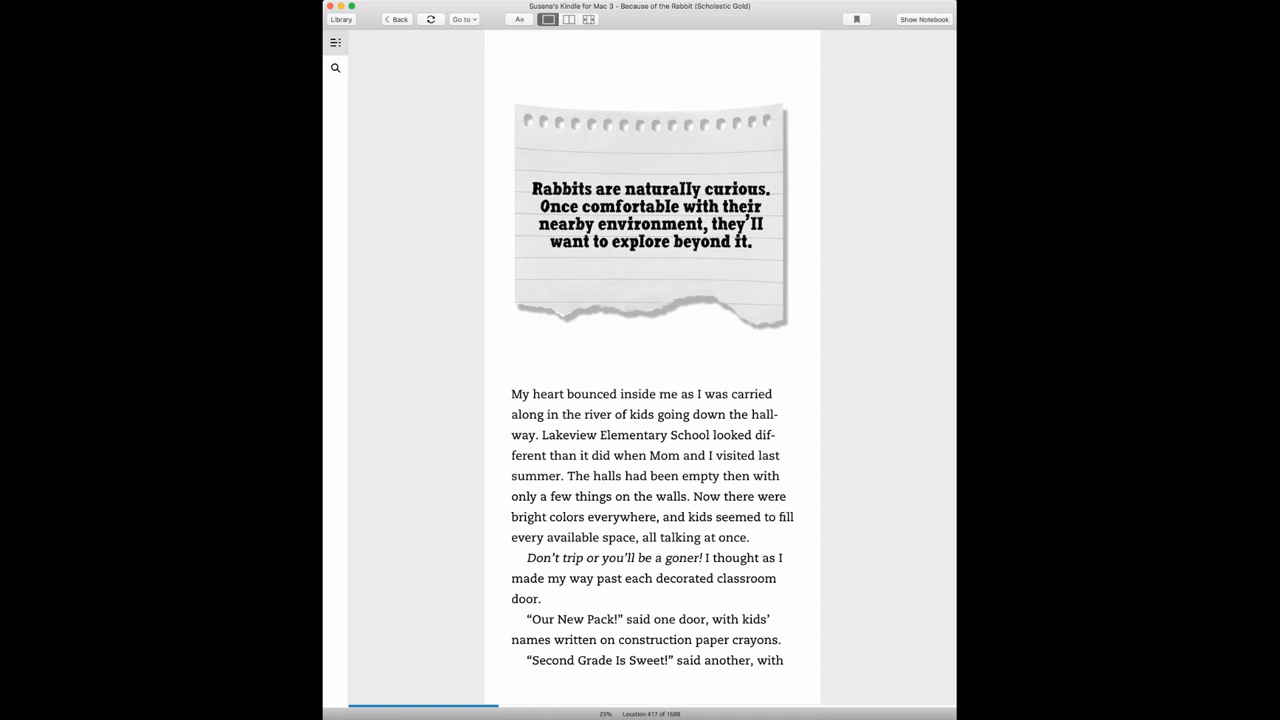 Susana's Kindle for Mac 3 - Because of the Rabbit (Scholastic Gold)
Library
Back
Go to
Aa
Show Notebook
Rabbits are naturally curious.
Once comfortable with their
nearby environment, they'll
want to explore beyond it.
My heart bounced inside me as I was carried
along in the river of kids going down the hall-
way. Lakeview Elementary School looked dif-
ferent than it did when Mom and I visited last
summer. The halls had been empty then with
only a few things on the walls. Now there were
bright colors everywhere, and kids seemed to fill
every available space, all talking at once.
Don't trip or you'll be a goner! I thought as I
made my way past each decorated classroom
door.
“Our New Pack!” said one door, with kids’
names written on construction paper crayons.
“Second Grade Is Sweet!” said another, with
25% Location 417 of 1688